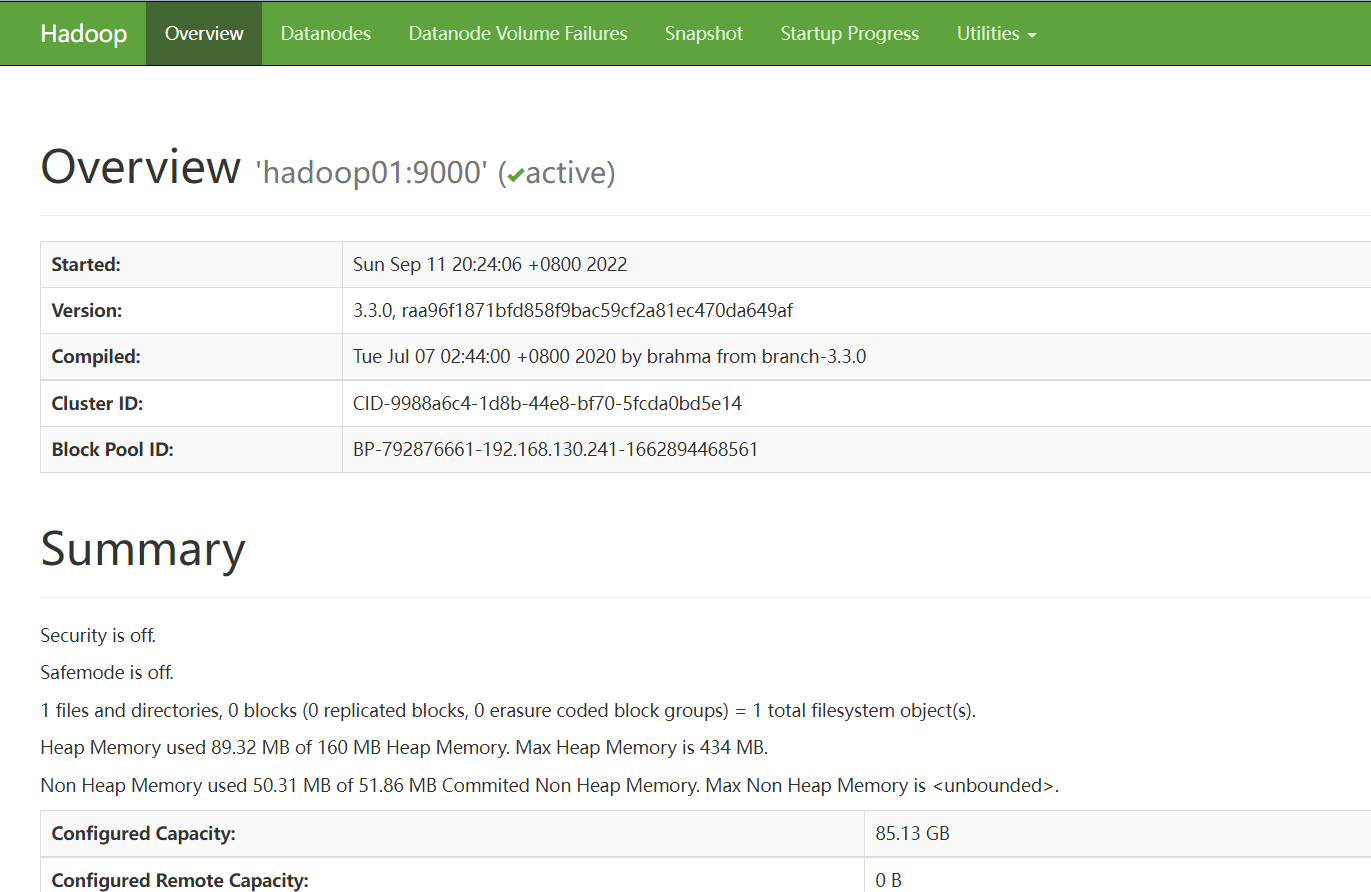 Hadoop Overview Datanodes Datanode Volume Failures Snapshot Startup Progress Utilities
Overview 'hadoop01:9000' (✔active)
Started: Sun Sep 11 20:24:06 +0800 2022
Version: 3.3.0, raa96f1871bfd858f9bac59cf2a81ec470da649af
Compiled: Tue Jul 07 02:44:00 +0800 2020 by brahma from branch-3.3.0
Cluster ID: CID-9988a6c4-1d8b-44e8-bf70-5fcda0bd5e14
Block Pool ID: BP-792876661-192.168.130.241-1662894468561
Summary
Security is off.
Safemode is off.
1 files and directories, 0 blocks (0 replicated blocks, 0 erasure coded block groups) = 1 total filesystem object(s).
Heap Memory used 89.32 MB of 160 MB Heap Memory. Max Heap Memory is 434 MB.
Non Heap Memory used 50.31 MB of 51.86 MB Commited Non Heap Memory. Max Non Heap Memory is <unbounded>.
Configured Capacity: 85.13 GB
Configured Remote Capacity: 0 B